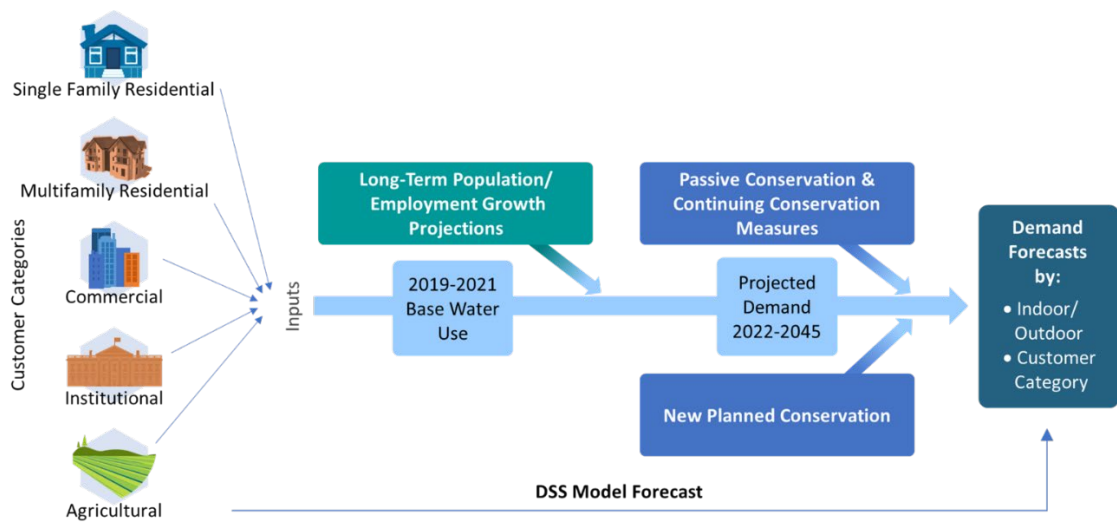 Customer Categories
Single Family Residential
Multifamily Residential
Commercial
Institutional
Agricultural
Inputs
Long-Term Population/
Employment Growth
Projections
2019-2021
Base Water
Use
Passive Conservation &
Continuing Conservation
Measures
Projected
Demand
2022-2045
New Planned Conservation
Demand
Forecasts
by:
• Indoor/
Outdoor
• Customer
Category
DSS Model Forecast